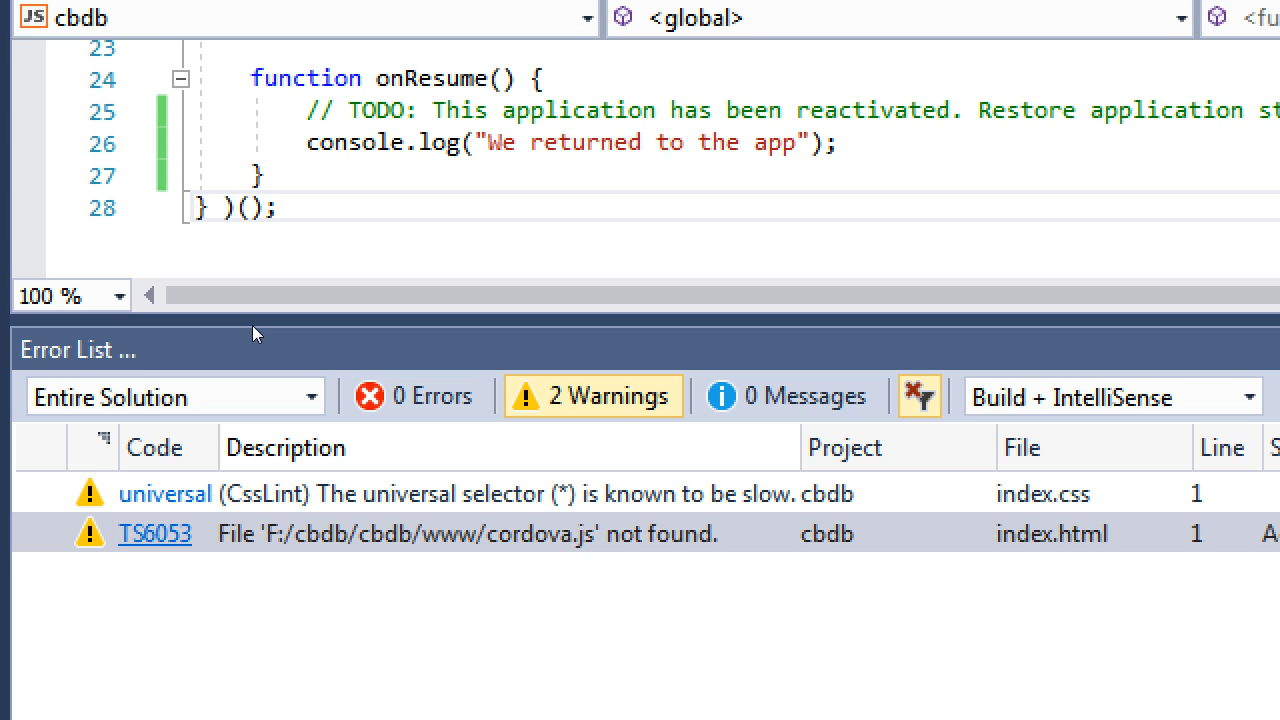 JS cbdb <global> <fu
23
24 function onResume() {
25 // TODO: This application has been reactivated. Restore application st
26 console.log("We returned to the app");
27 }
28 } )();
100 %
Error List ...
Entire Solution 0 Errors 2 Warnings 0 Messages Build + IntelliSense
Code Description Project File Line S
universal (CssLint) The universal selector (*) is known to be slow. cbdb index.css 1
TS6053 File 'F:/cbdb/cbdb/www/cordova.js' not found. cbdb index.html 1 A